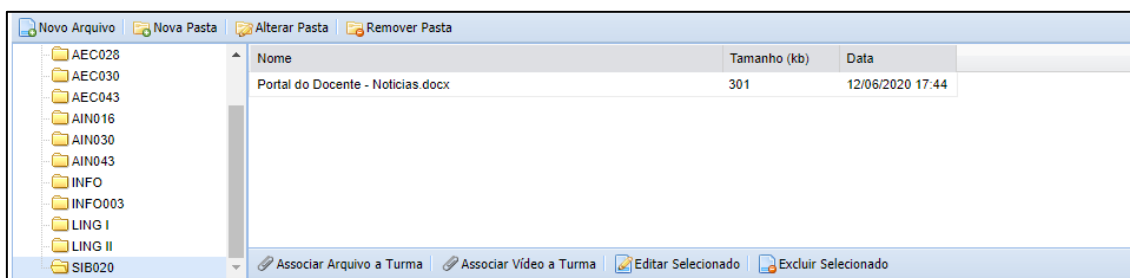 Novo Arquivo Nova Pasta Alterar Pasta Remover Pasta
AEC028
AEC030
AEC043
AIN016
AIN030
AIN043
INFO
INFO003
LING I
LING II
SIB020
Nome Tamanho (kb) Data
Portal do Docente - Noticias.docx 301 12/06/2020 17:44
Associar Arquivo a Turma Associar Vídeo a Turma Editar Selecionado Excluir Selecionado